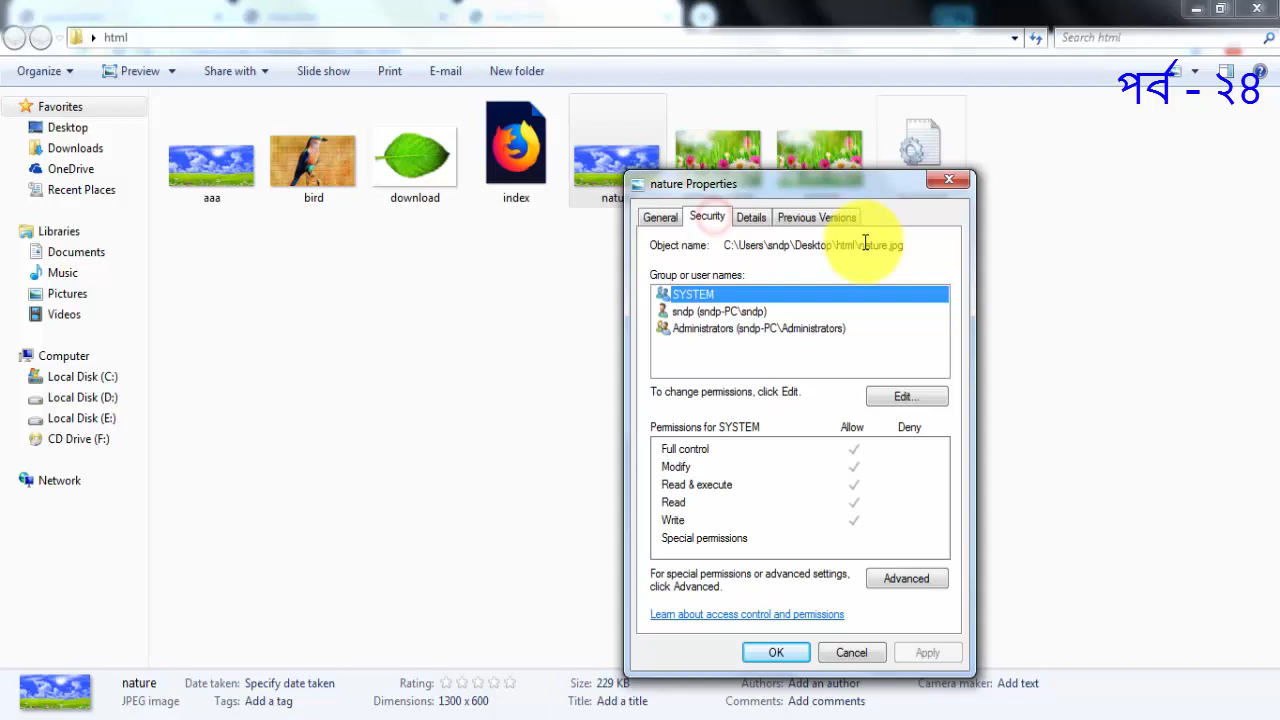 html
Search html
Organize Preview Share with Slide show Print E-mail New folder
পর্ব - ২৪
Favorites
Desktop
Downloads
OneDrive
Recent Places
Libraries
Documents
Music
Pictures
Videos
Computer
Local Disk (C:)
Local Disk (D:)
Local Disk (E:)
CD Drive (F:)
Network
aaa bird download index
nature Properties
General Security Details Previous Versions
Object name: C:\Users\sndp\Desktop\html\nature.jpg
Group or user names:
SYSTEM
sndp (sndp-PC\sndp)
Administrators (sndp-PC\Administrators)
To change permissions, click Edit.
Edit...
Permissions for SYSTEM Allow Deny
Full control
Modify
Read & execute
Read
Write
Special permissions
For special permissions or advanced settings,
click Advanced.
Advanced
Learn about access control and permissions
OK Cancel Apply
nature Date taken: Specify date taken Rating: Size: 229 KB Authors: Add an author Camera maker: Add text
JPEG image Tags: Add a tag Dimensions: 1300 x 600 Title: Add a title Comments: Add comments